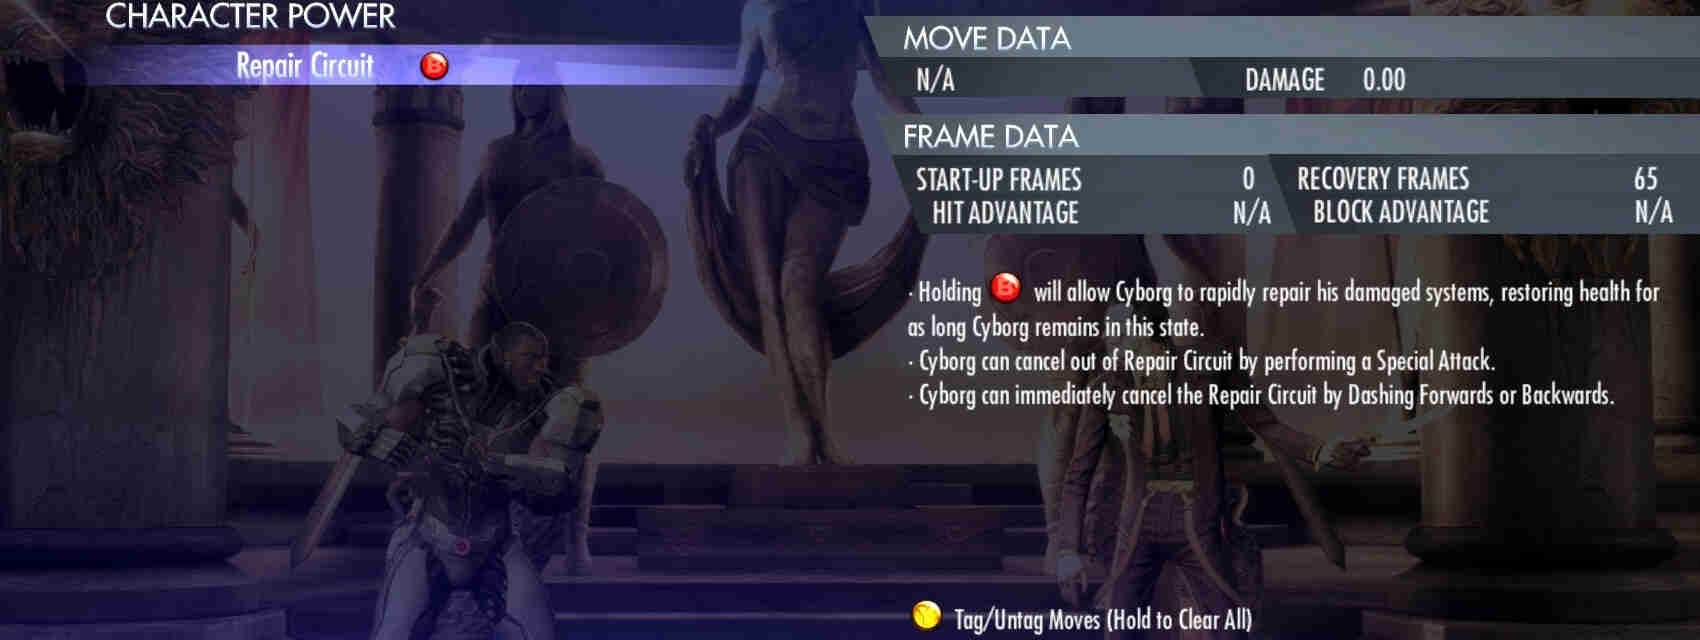 CHARACTER POWER
Repair Circuit B
MOVE DATA
N/A DAMAGE 0.00
FRAME DATA
START-UP FRAMES 0 RECOVERY FRAMES 65
HIT ADVANTAGE N/A BLOCK ADVANTAGE N/A
· Holding B will allow Cyborg to rapidly repair his damaged systems, restoring health for
as long Cyborg remains in this state.
· Cyborg can cancel out of Repair Circuit by performing a Special Attack.
· Cyborg can immediately cancel the Repair Circuit by Dashing Forwards or Backwards.
Y Tag/Untag Moves (Hold to Clear All)